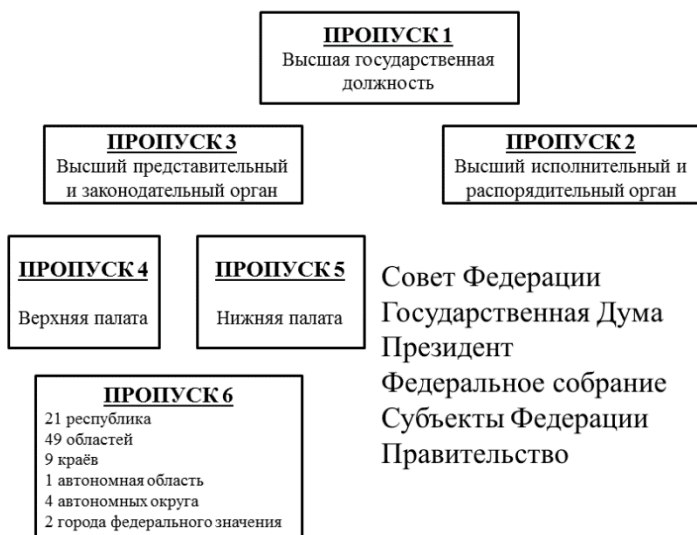 ПРОПУСК 1
Высшая государственная
должность
ПРОПУСК 3
Высший представительный
и законодательный орган
ПРОПУСК 2
Высший исполнительный и
распорядительный орган
ПРОПУСК 4
Верхняя палата
ПРОПУСК 5
Нижняя палата
Совет Федерации
Государственная Дума
Президент
Федеральное собрание
Субъекты Федерации
Правительство
ПРОПУСК 6
21 республика
49 областей
9 краёв
1 автономная область
4 автономных округа
2 города федерального значения